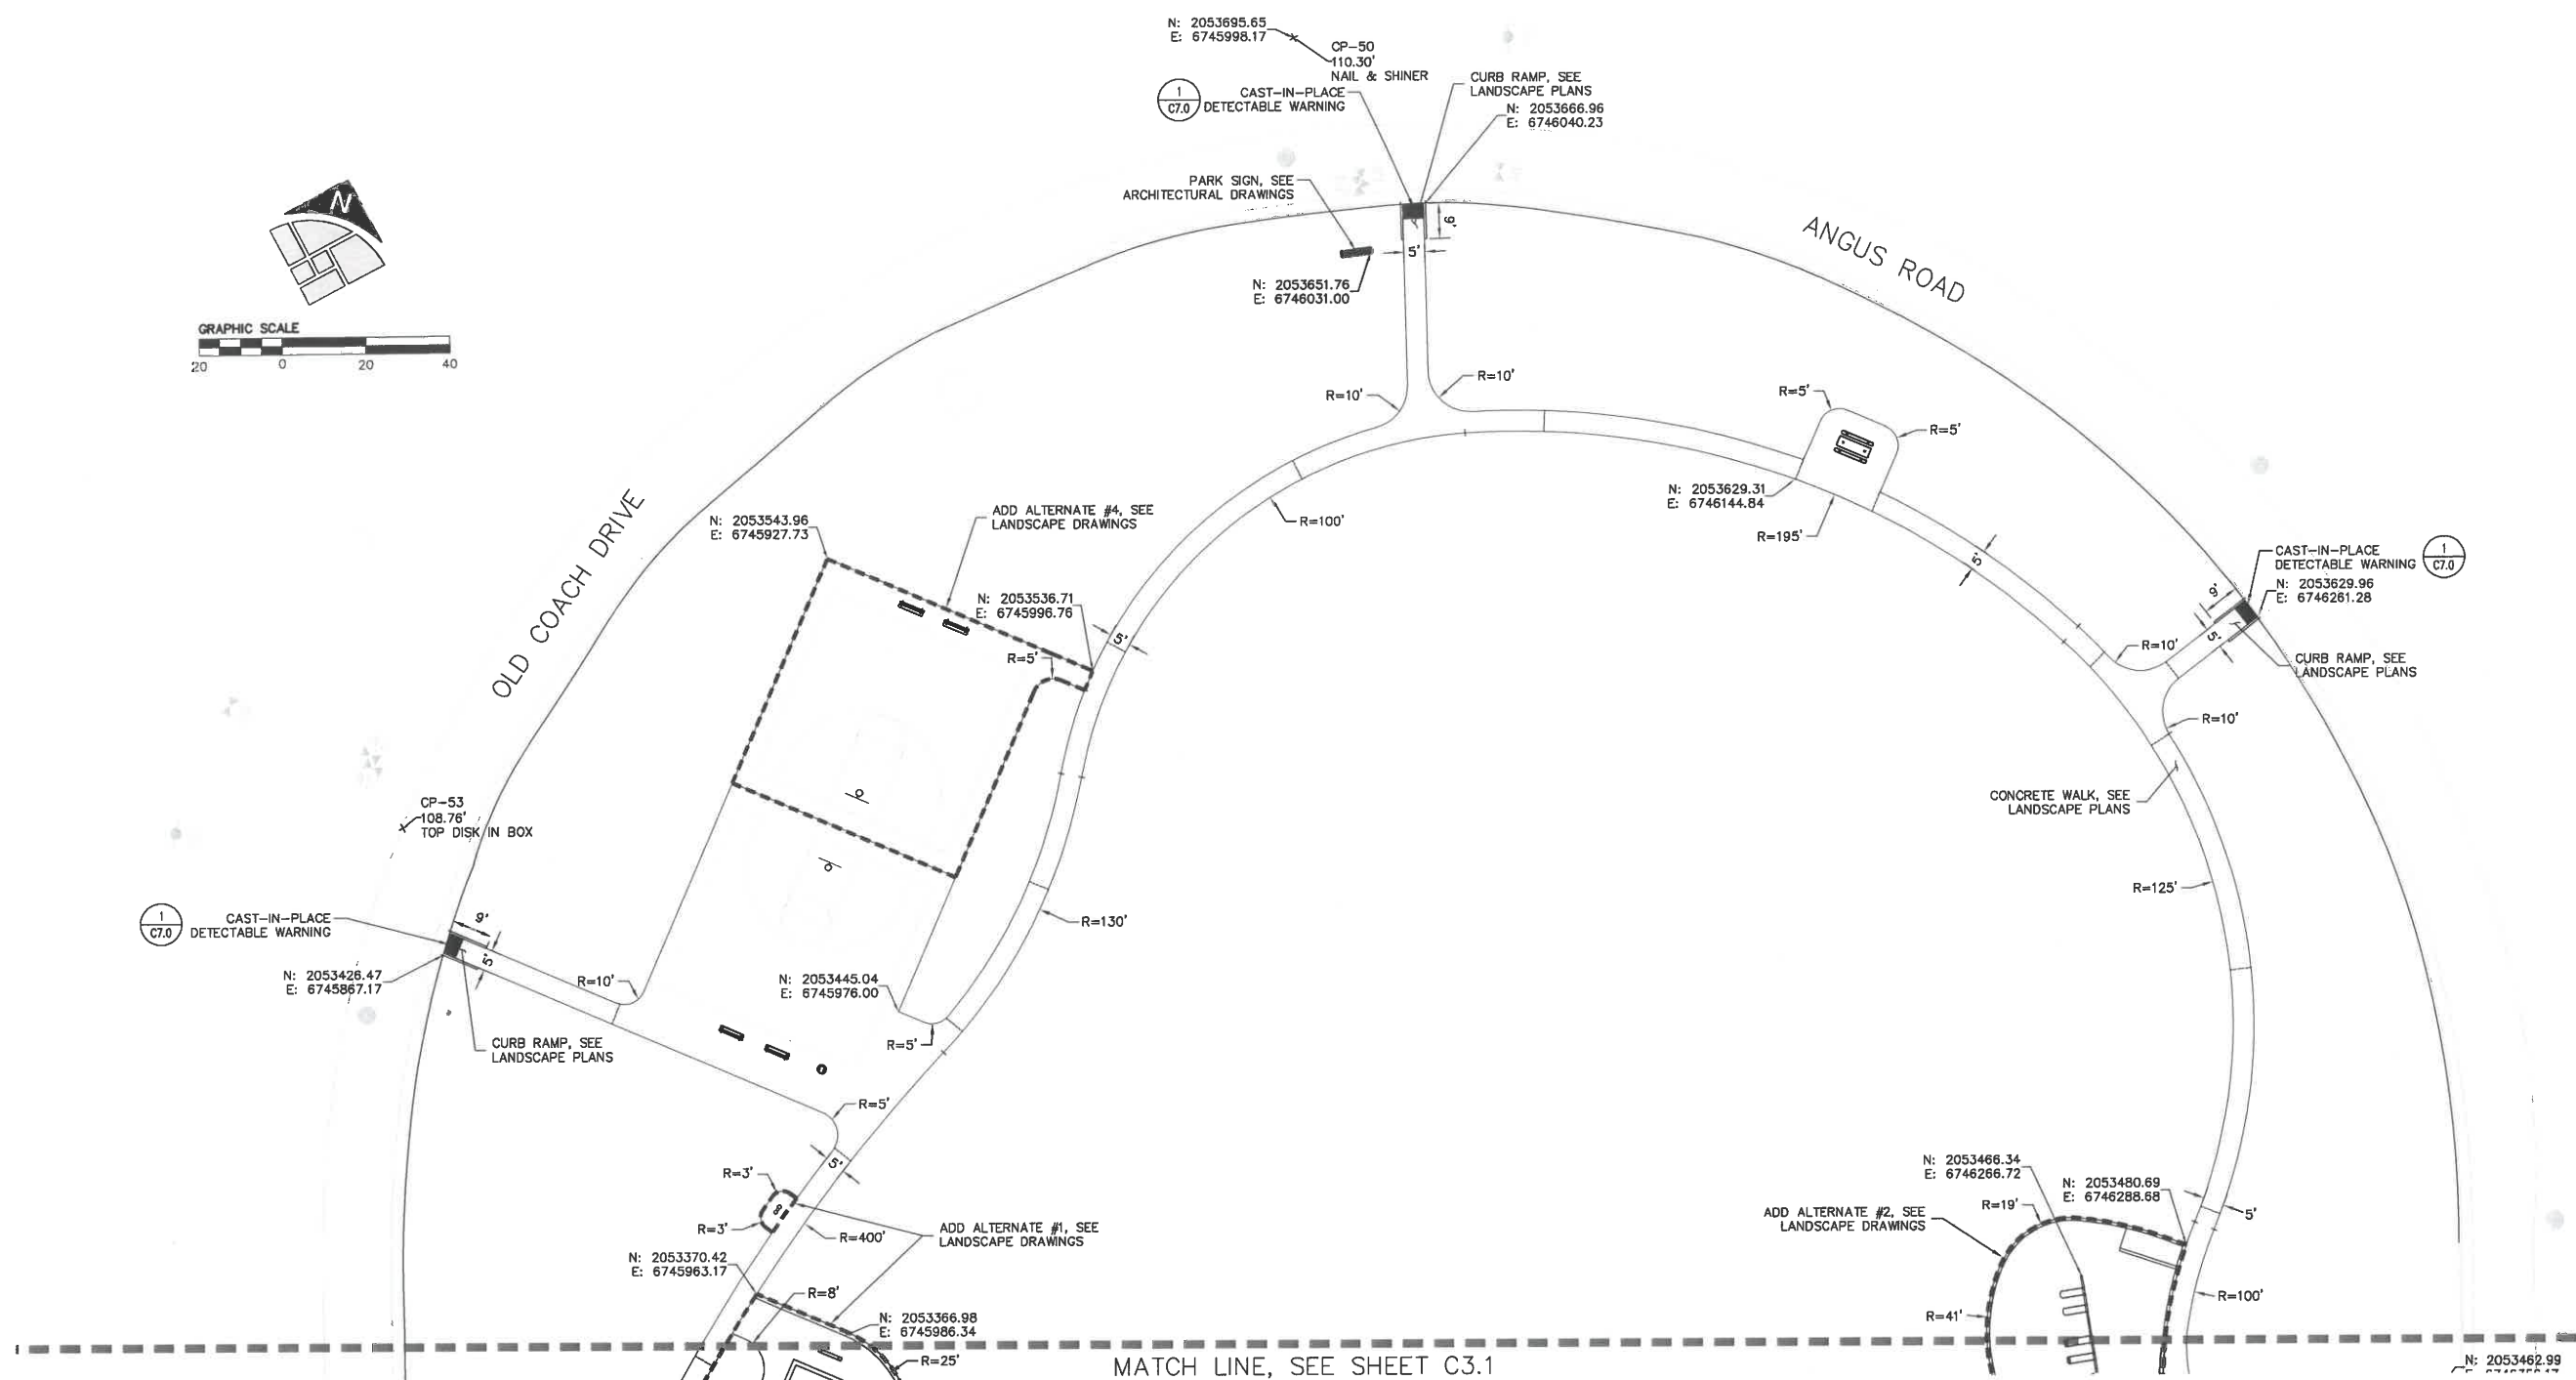 N: 2053695.65
E: 6745998.17
CP-50
110.30'
NAIL & SHINER
1
C7.0
CAST-IN-PLACE
DETECTABLE WARNING
CURB RAMP, SEE
LANDSCAPE PLANS
N: 2053666.96
E: 6746040.23
PARK SIGN, SEE
ARCHITECTURAL DRAWINGS
9'
5'
N: 2053651.76
E: 6746031.00
ANGUS ROAD
N
GRAPHIC SCALE
20 0 20 40
R=10'
R=10'
R=5'
R=5'
N: 2053629.31
E: 6746144.84
R=195'
R=100'
5'
OLD COACH DRIVE
N: 2053543.96
E: 6745927.73
ADD ALTERNATE #4, SEE
LANDSCAPE DRAWINGS
N: 2053536.71
E: 6745996.76
5'
R=5'
CAST-IN-PLACE
DETECTABLE WARNING
1
C7.0
N: 2053629.96
E: 6746261.28
9'
5'
R=10'
CURB RAMP, SEE
LANDSCAPE PLANS
R=10'
CONCRETE WALK, SEE
LANDSCAPE PLANS
R=125'
CP-53
108.76'
TOP DISK IN BOX
1
C7.0
CAST-IN-PLACE
DETECTABLE WARNING
9'
5'
N: 2053426.47
E: 6745867.17
R=10'
CURB RAMP, SEE
LANDSCAPE PLANS
R=130'
N: 2053445.04
E: 6745976.00
R=5'
R=5'
5'
R=3'
R=3'
R=400'
ADD ALTERNATE #1, SEE
LANDSCAPE DRAWINGS
N: 2053370.42
E: 6745963.17
R=8'
N: 2053366.98
E: 6745986.34
R=25'
N: 2053466.34
E: 6746266.72
N: 2053480.69
E: 6746288.68
ADD ALTERNATE #2, SEE
LANDSCAPE DRAWINGS
R=19'
5'
R=41'
R=100'
MATCH LINE, SEE SHEET C3.1
N: 2053462.99